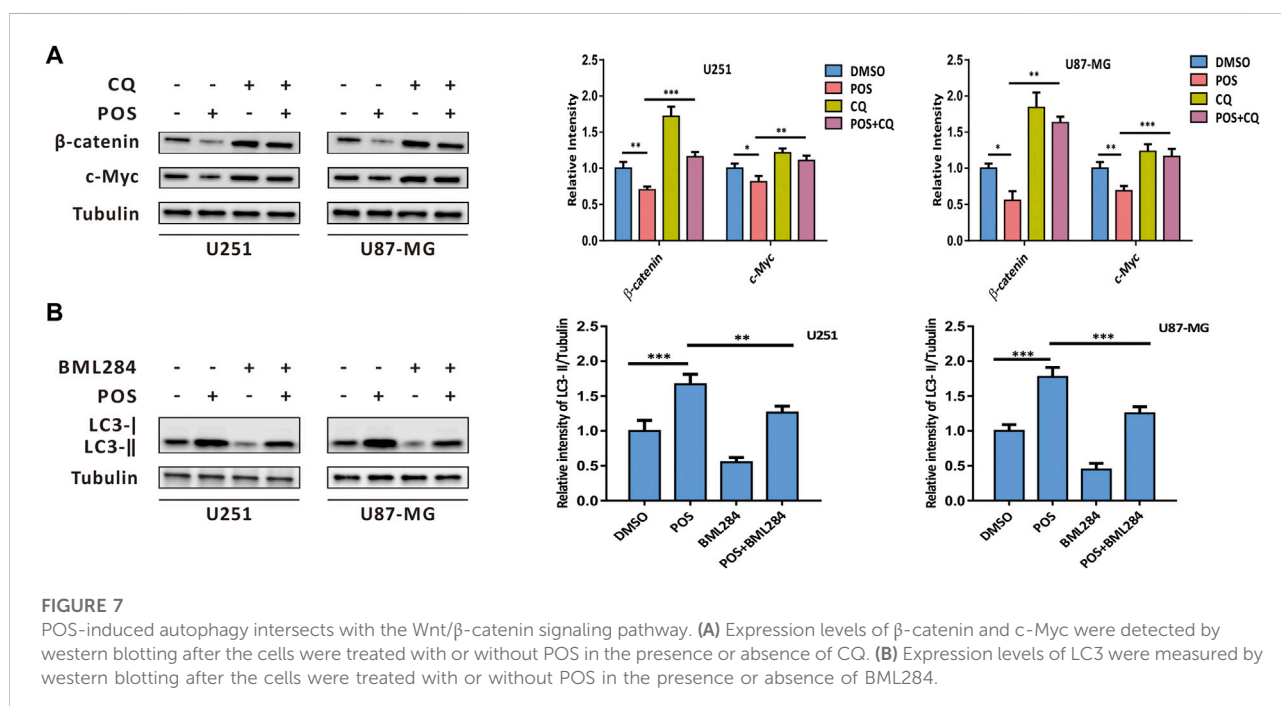 A
CQ - - + + - - + +
POS - + - + - + - +
β-catenin
c-Myc
Tubulin
U251 U87-MG
2.5
2.0
1.5
1.0
0.5
0.0
Relative Intensity
U251
DMSO
POS
CQ
POS+CQ
** *** * **
β-catenin c-Myc
2.5
2.0
1.5
1.0
0.5
0.0
Relative Intensity
U87-MG
DMSO
POS
CQ
POS+CQ
* ** ** ***
β-catenin c-Myc
B
BML284 - - + + - - + +
POS - + - + - + - +
LC3-Ⅰ
LC3-Ⅱ
Tubulin
U251 U87-MG
2.5
2.0
1.5
1.0
0.5
0.0
Relative intensity of LC3- II/Tubulin
U251
*** **
DMSO POS BML284 POS+BML284
2.5
2.0
1.5
1.0
0.5
0.0
Relative intensity of LC3- II/Tubulin
U87-MG
*** ***
DMSO POS BML284 POS+BML284
FIGURE 7
POS-induced autophagy intersects with the Wnt/β-catenin signaling pathway. (A) Expression levels of β-catenin and c-Myc were detected by
western blotting after the cells were treated with or without POS in the presence or absence of CQ. (B) Expression levels of LC3 were measured by
western blotting after the cells were treated with or without POS in the presence or absence of BML284.